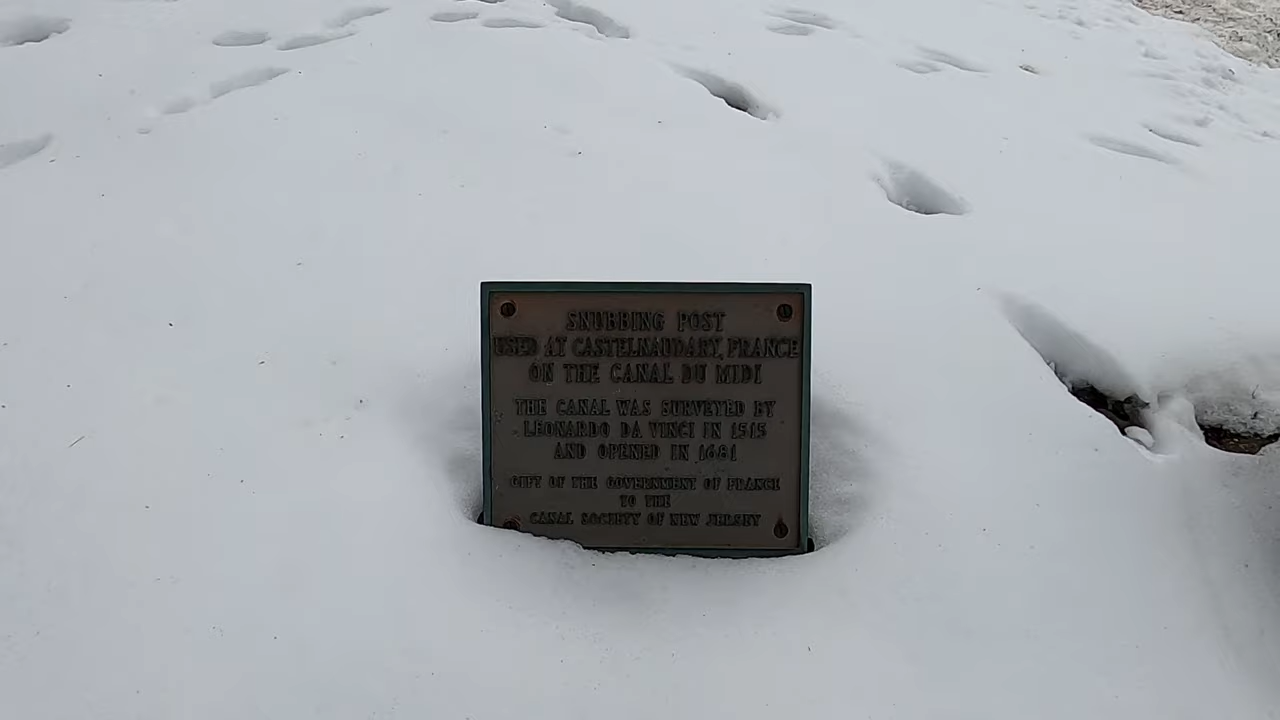 SNUBBING POST
USED AT CASTELNAUDARY, FRANCE
ON THE CANAL DU MIDI
THE CANAL WAS SURVEYED BY
LEONARDO DA VINCI IN 1515
AND OPENED IN 1681
GIFT OF THE GOVERNMENT OF FRANCE
TO THE
CANAL SOCIETY OF NEW JERSEY